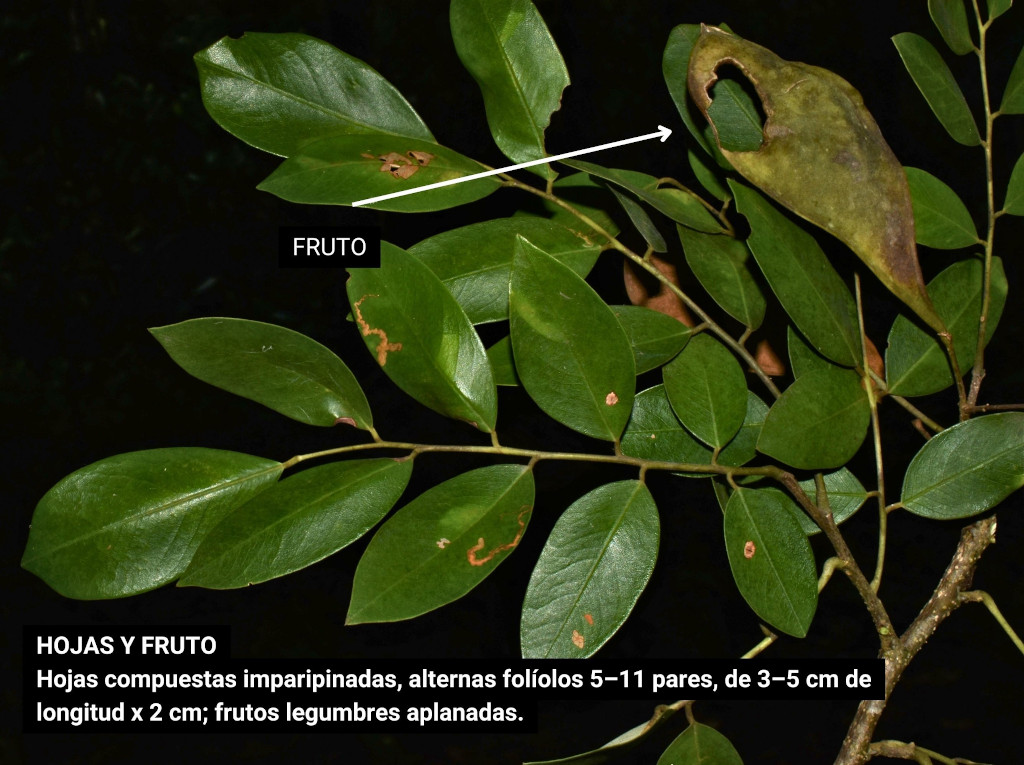 FRUTO
HOJAS Y FRUTO
Hojas compuestas imparipinadas, alternas folíolos 5–11 pares, de 3–5 cm de
longitud x 2 cm; frutos legumbres aplanadas.